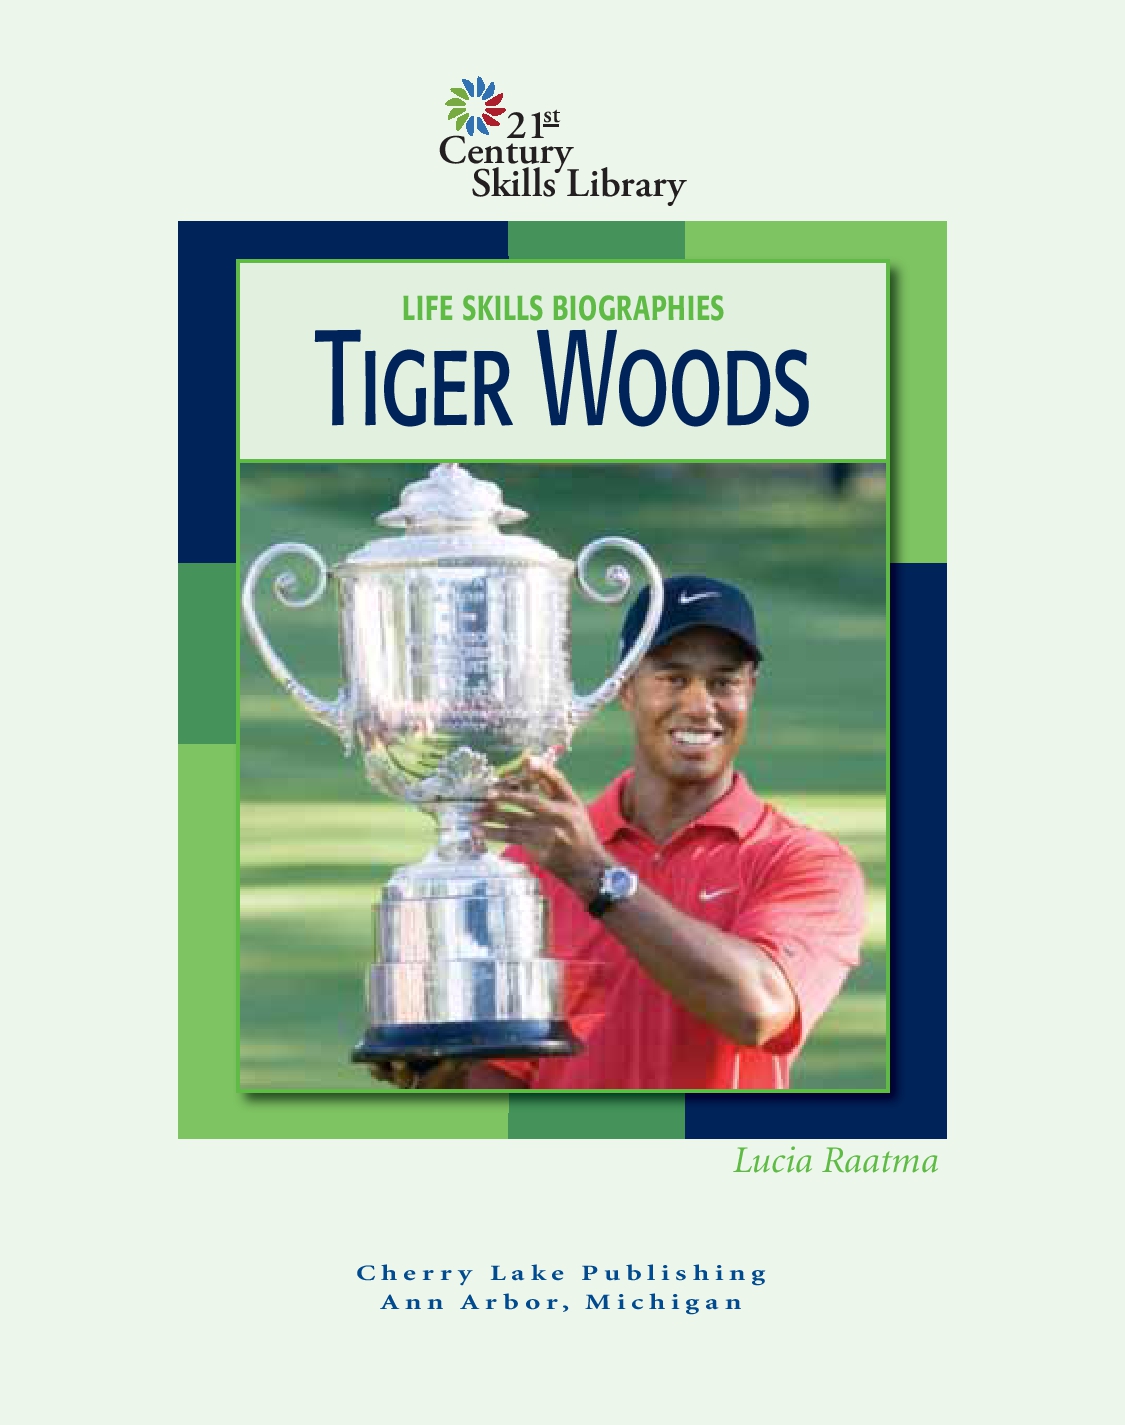 21st
Century
Skills Library
LIFE SKILLS BIOGRAPHIES
TIGER WOODS
Lucia Raatma
Cherry Lake Publishing
Ann Arbor, Michigan